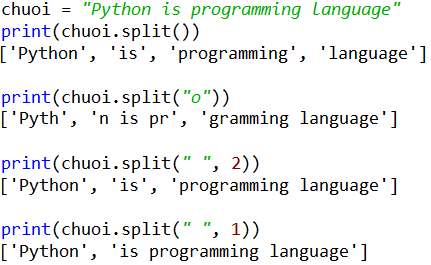 chuoi = "Python is programming language"
print(chuoi.split())
['Python', 'is', 'programming', 'language']
print(chuoi.split("o"))
['Pyth', 'n is pr', 'gramming language']
print(chuoi.split(" ", 2))
['Python', 'is', 'programming language']
print(chuoi.split(" ", 1))
['Python', 'is programming language']